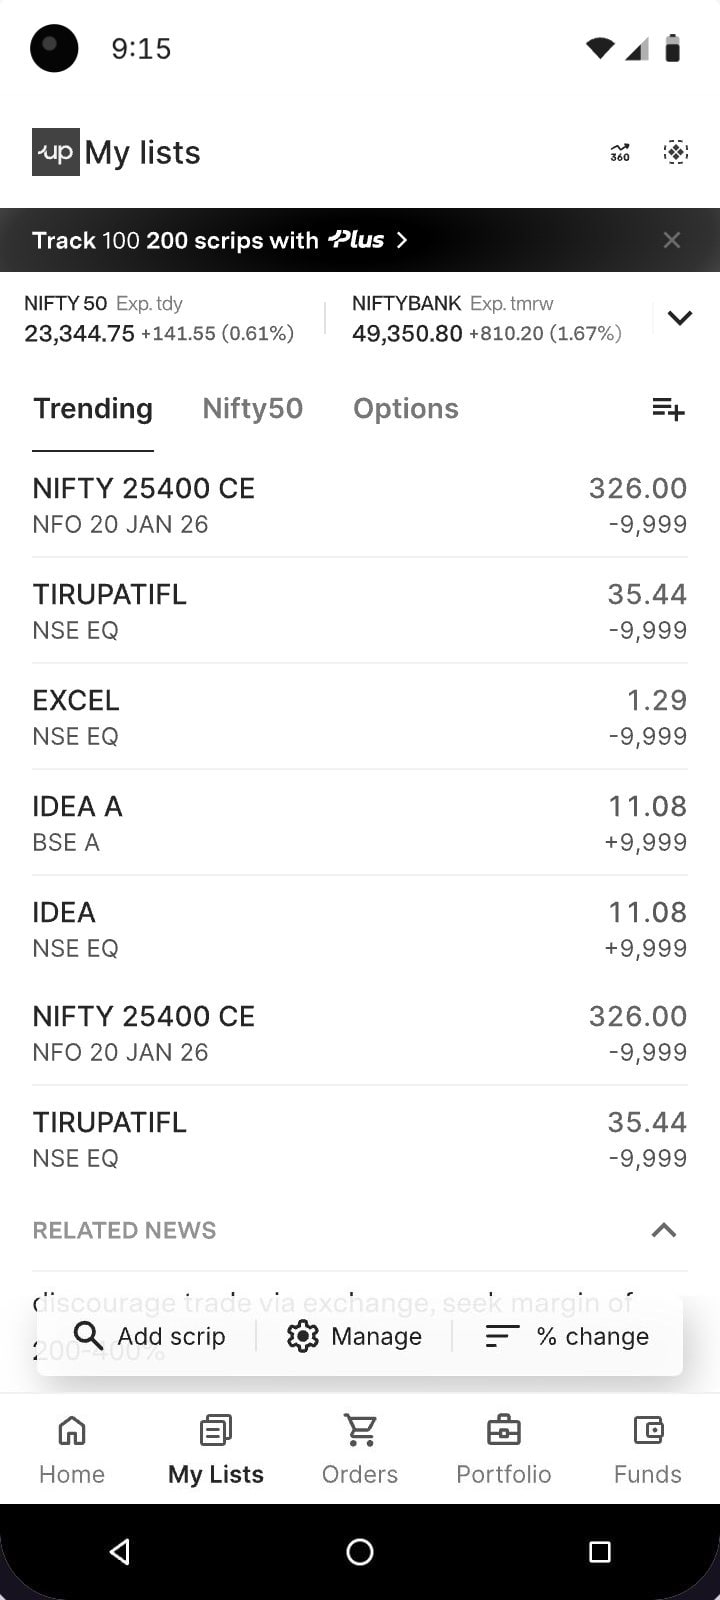 9:15
up My lists
360
Track 100 200 scrips with Plus
NIFTY 50 Exp. tdy
23,344.75 +141.55 (0.61%)
NIFTYBANK Exp. tmrw
49,350.80 +810.20 (1.67%)
Trending Nifty50 Options
NIFTY 25400 CE 326.00
NFO 20 JAN 26 -9,999
TIRUPATIFL 35.44
NSE EQ -9,999
EXCEL 1.29
NSE EQ -9,999
IDEA A 11.08
BSE A +9,999
IDEA 11.08
NSE EQ +9,999
NIFTY 25400 CE 326.00
NFO 20 JAN 26 -9,999
TIRUPATIFL 35.44
NSE EQ -9,999
RELATED NEWS
discourage trade via exchange, seek margin of
200-400%
Add scrip Manage % change
Home My Lists Orders Portfolio Funds